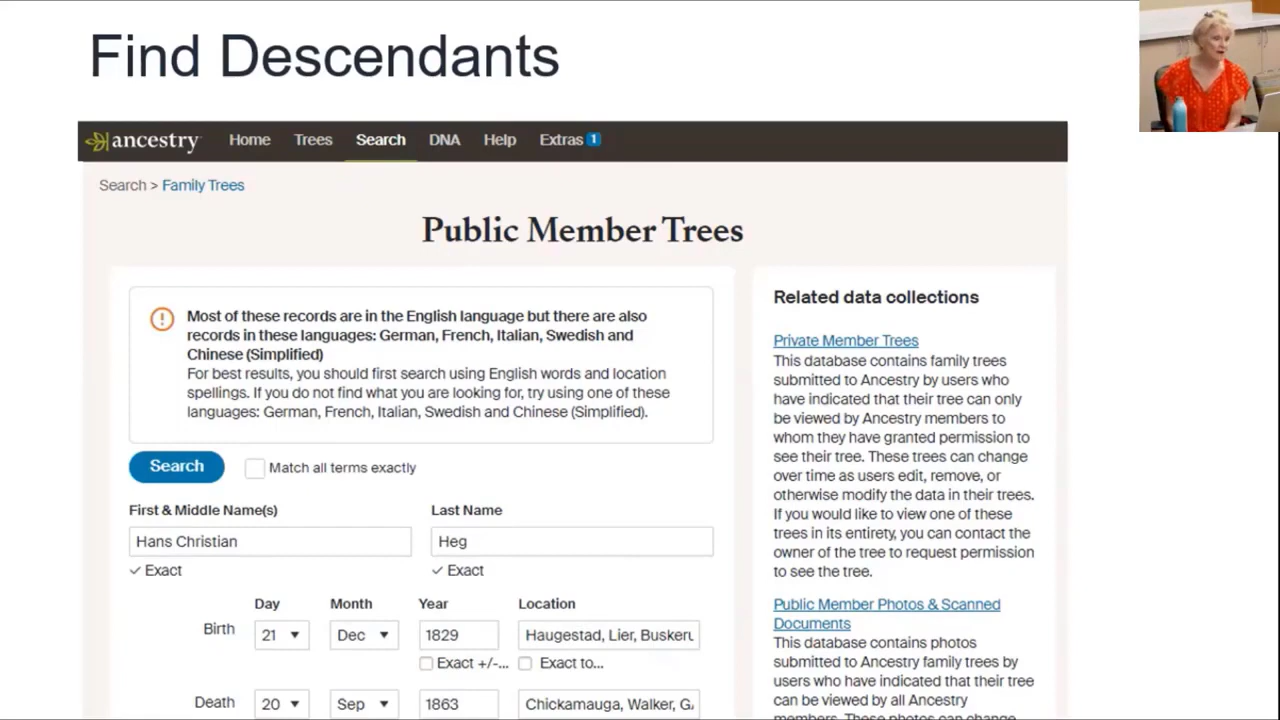 Find Descendants
ancestry
Home Trees Search DNA Help Extras 1
Search > Family Trees
Public Member Trees
Most of these records are in the English language but there are also
records in these languages: German, French, Italian, Swedish and
Chinese (Simplified)
For best results, you should first search using English words and location
spellings. If you do not find what you are looking for, try using one of these
languages: German, French, Italian, Swedish and Chinese (Simplified).
Search
Match all terms exactly
First & Middle Name(s)
Last Name
Hans Christian
Heg
Exact
Exact
Day Month Year Location
Birth 21 Dec 1829 Haugestad, Lier, Buskeru
Exact +/-... Exact to...
Death 20 Sep 1863 Chickamauga, Walker, GA
Related data collections
Private Member Trees
This database contains family trees
submitted to Ancestry by users who
have indicated that their tree can only
be viewed by Ancestry members to
whom they have granted permission to
see their tree. These trees can change
over time as users edit, remove, or
otherwise modify the data in their trees.
If you would like to view one of these
trees in its entirety, you can contact the
owner of the tree to request permission
to see the tree.
Public Member Photos & Scanned
Documents
This database contains photos
submitted to Ancestry family trees by
users who have indicated that their tree
can be viewed by all Ancestry
members. These photos can change